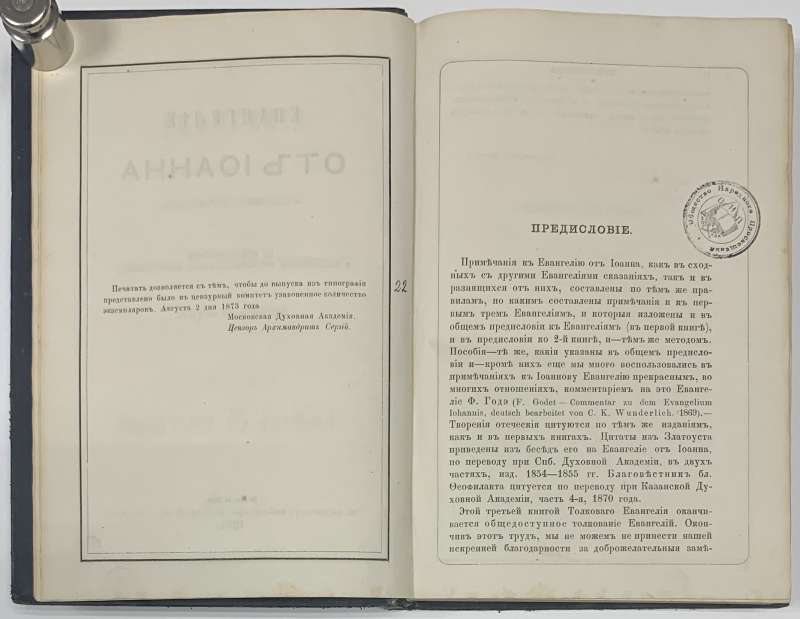 Печатать дозволяется съ тѣмъ, чтобы до выпуска изъ типографіи
представлено было въ цензурный комитетъ узаконенное количество
экземпляровъ. Августа 2 дня 1873 года
Московская Духовная Академія.
Цензоръ Архимандритъ Сергій.
22
Общество Народнаго Просвещенія
ПРЕДИСЛОВІЕ.
Примѣчанія къ Евангелію отъ Іоанна, какъ въ сход-
ныхъ съ другими Евангеліями сказаніяхъ, такъ и въ
разнящихся отъ нихъ, составлены по тѣмъ же пра-
виламъ, по какимъ составлены примѣчанія и къ пер-
вымъ тремъ Евангеліямъ, и которыя изложены и въ
общемъ предисловіи къ Евангеліямъ (въ первой книгѣ),
и въ предисловіи ко 2-й книгѣ, и—тѣмъ же методомъ.
Пособія—тѣ же, какія указаны въ общемъ предисло-
віи и—кромѣ нихъ еще мы много воспользовались въ
примѣчаніяхъ къ Іоаннову Евангелію прекраснымъ, во
многихъ отношеніяхъ, комментаріемъ на это Еванге-
ліе Ф. Годэ (F. Godet — Commentar zu dem Evangelium
Iohannis, deutsch bearbeitet von C. K. Wunderlich. 1869).—
Творенія отеческія цитуются по тѣмъ же изданіямъ,
какъ и въ первыхъ книгахъ. Цитаты изъ Златоуста
приведены изъ бесѣдъ его на Евангеліе отъ Іоанна,
по переводу при Спб. Духовной Академіи, въ двухъ
частяхъ, изд. 1854—1855 гг. Благовѣстникъ бл.
Ѳеофилакта цитуется по переводу при Казанской Ду-
ховной Академіи, часть 4-я, 1870 года.
Этой третьей книгой Толковаго Евангелія оканчи-
вается общедоступное толкованіе Евангелій. Окон-
чивъ этотъ трудъ, мы не можемъ не принести нашей
искренней благодарности за доброжелательныя замѣ-